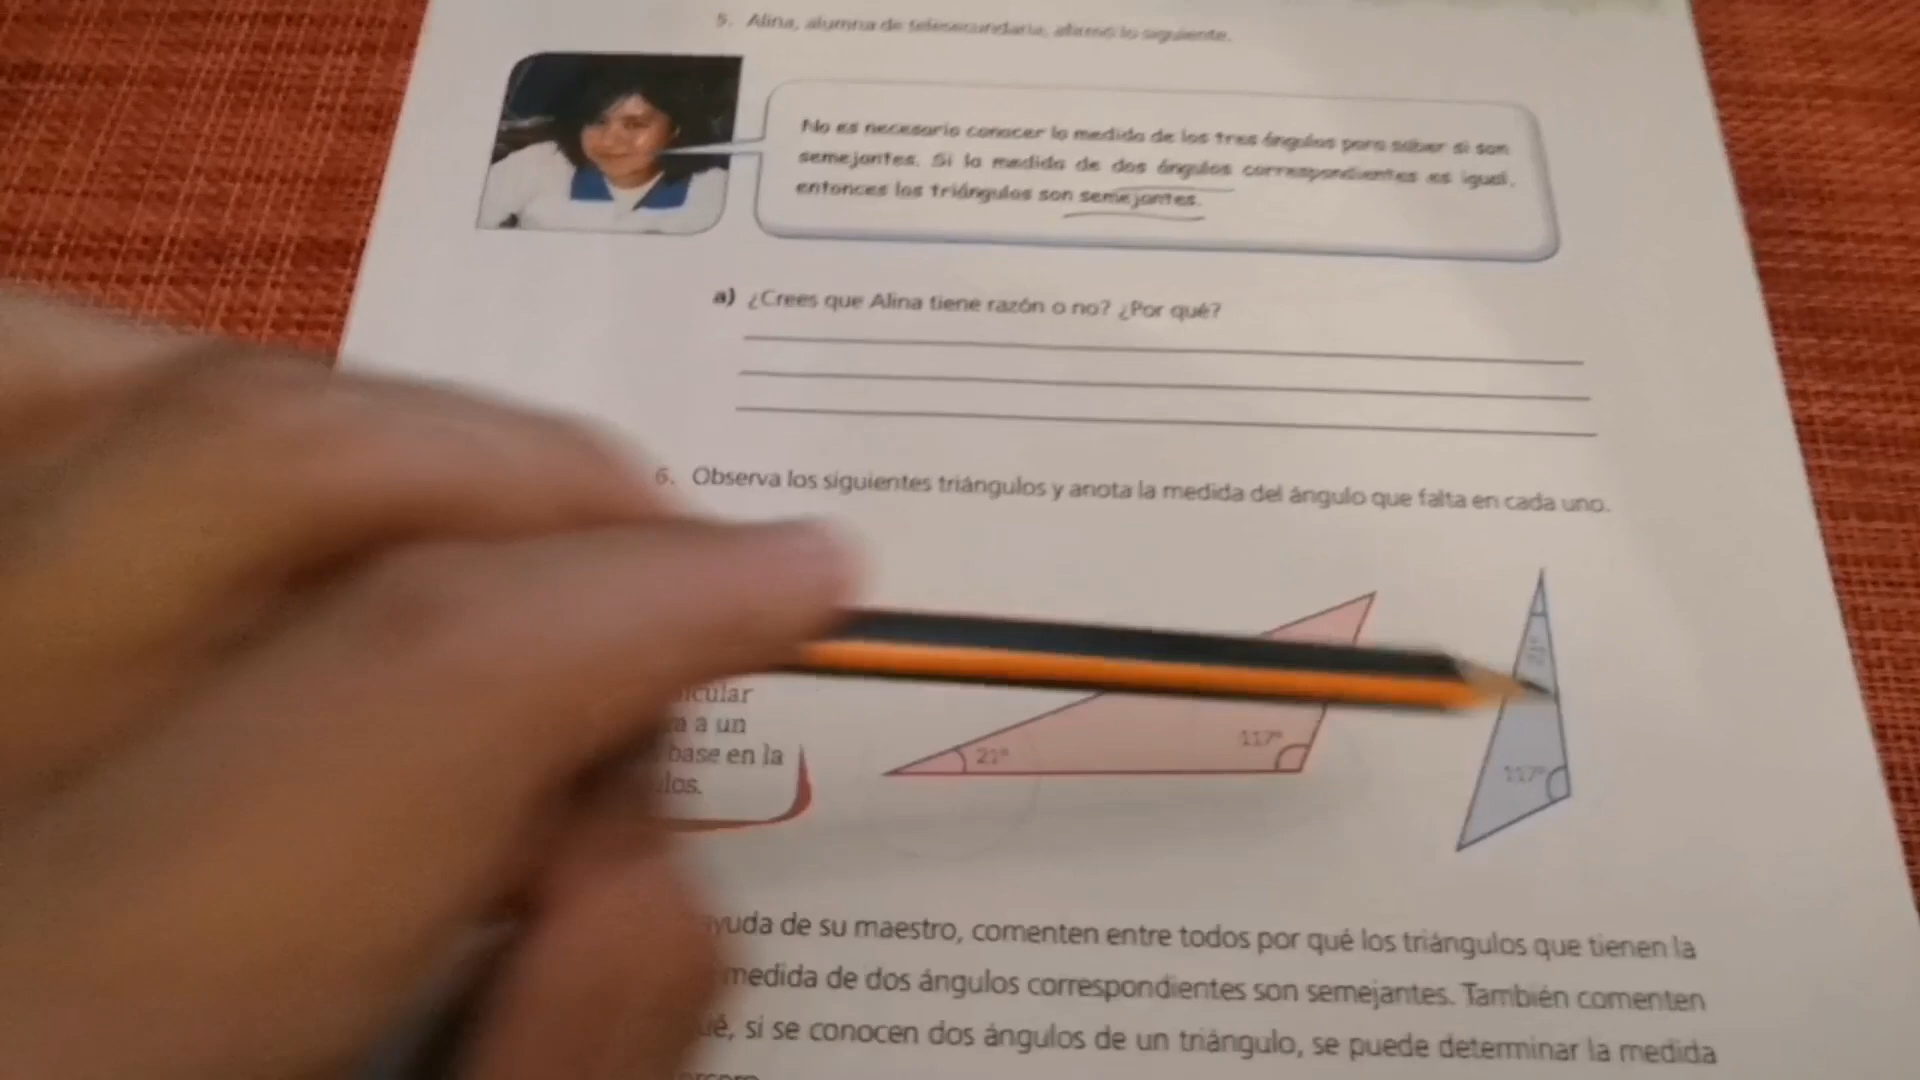 5. Alina, alumna de telesecundaria, afirmó lo siguiente.
No es necesario conocer la medida de los tres ángulos para saber si son
semejantes. Si la medida de dos ángulos correspondientes es igual,
entonces los triángulos son semejantes.
a) ¿Crees que Alina tiene razón o no? ¿Por qué?
6. Observa los siguientes triángulos y anota la medida del ángulo que falta en cada uno.
icular
a a un
base en la
los.
21°
117°
21°
117°
ayuda de su maestro, comenten entre todos por qué los triángulos que tienen la
medida de dos ángulos correspondientes son semejantes. También comenten
ué, si se conocen dos ángulos de un triángulo, se puede determinar la medida